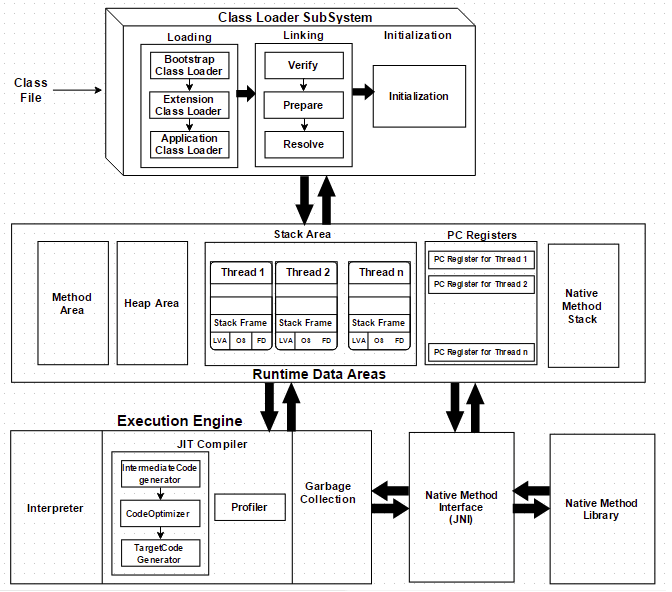 Class Loader SubSystem
Loading
Linking
Initialization
Class
File
Bootstrap
Class Loader
Extension
Class Loader
Application
Class Loader
Verify
Prepare
Resolve
Initialization
Stack Area
PC Registers
Method
Area
Heap Area
Thread 1
Thread 2
Thread n
Stack Frame
Stack Frame
Stack Frame
LVA OS FD
LVA OS FD
LVA OS FD
PC Register for Thread 1
PC Register for Thread 2
PC Register for Thread n
Native
Method
Stack
Runtime Data Areas
Execution Engine
Interpreter
JIT Compiler
IntermediateCode
generator
CodeOptimizer
TargetCode
Generator
Profiler
Garbage
Collection
Native Method
Interface
(JNI)
Native Method
Library